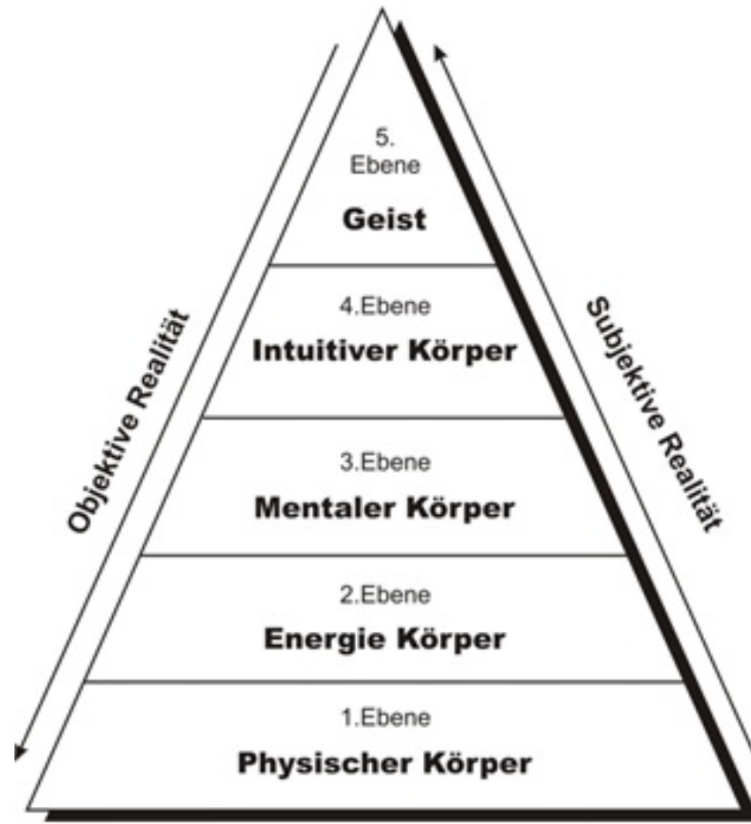 5.
Ebene
Geist
4.Ebene
Intuitiver Körper
3.Ebene
Mentaler Körper
2.Ebene
Energie Körper
1.Ebene
Physischer Körper
Objektive Realität
Subjektive Realität